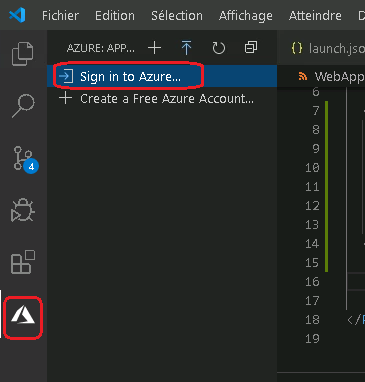 Fichier Edition Sélection Affichage Atteindre
AZURE: APP...
launch.jso
Sign in to Azure...
WebApp
Create a Free Azure Account...
6
7
8
9
4
10
11
12
13
14
15
16
17
18 </
19